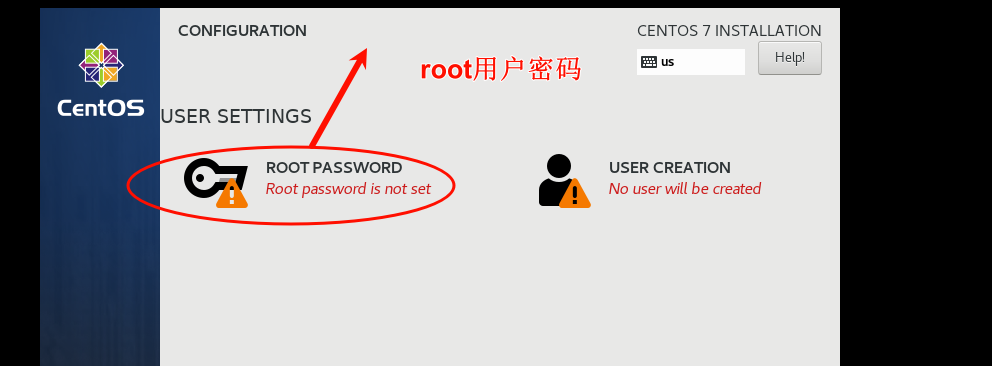 CONFIGURATION
CENTOS 7 INSTALLATION
us
Help!
root用户密码
CentOS
USER SETTINGS
ROOT PASSWORD
Root password is not set
USER CREATION
No user will be created